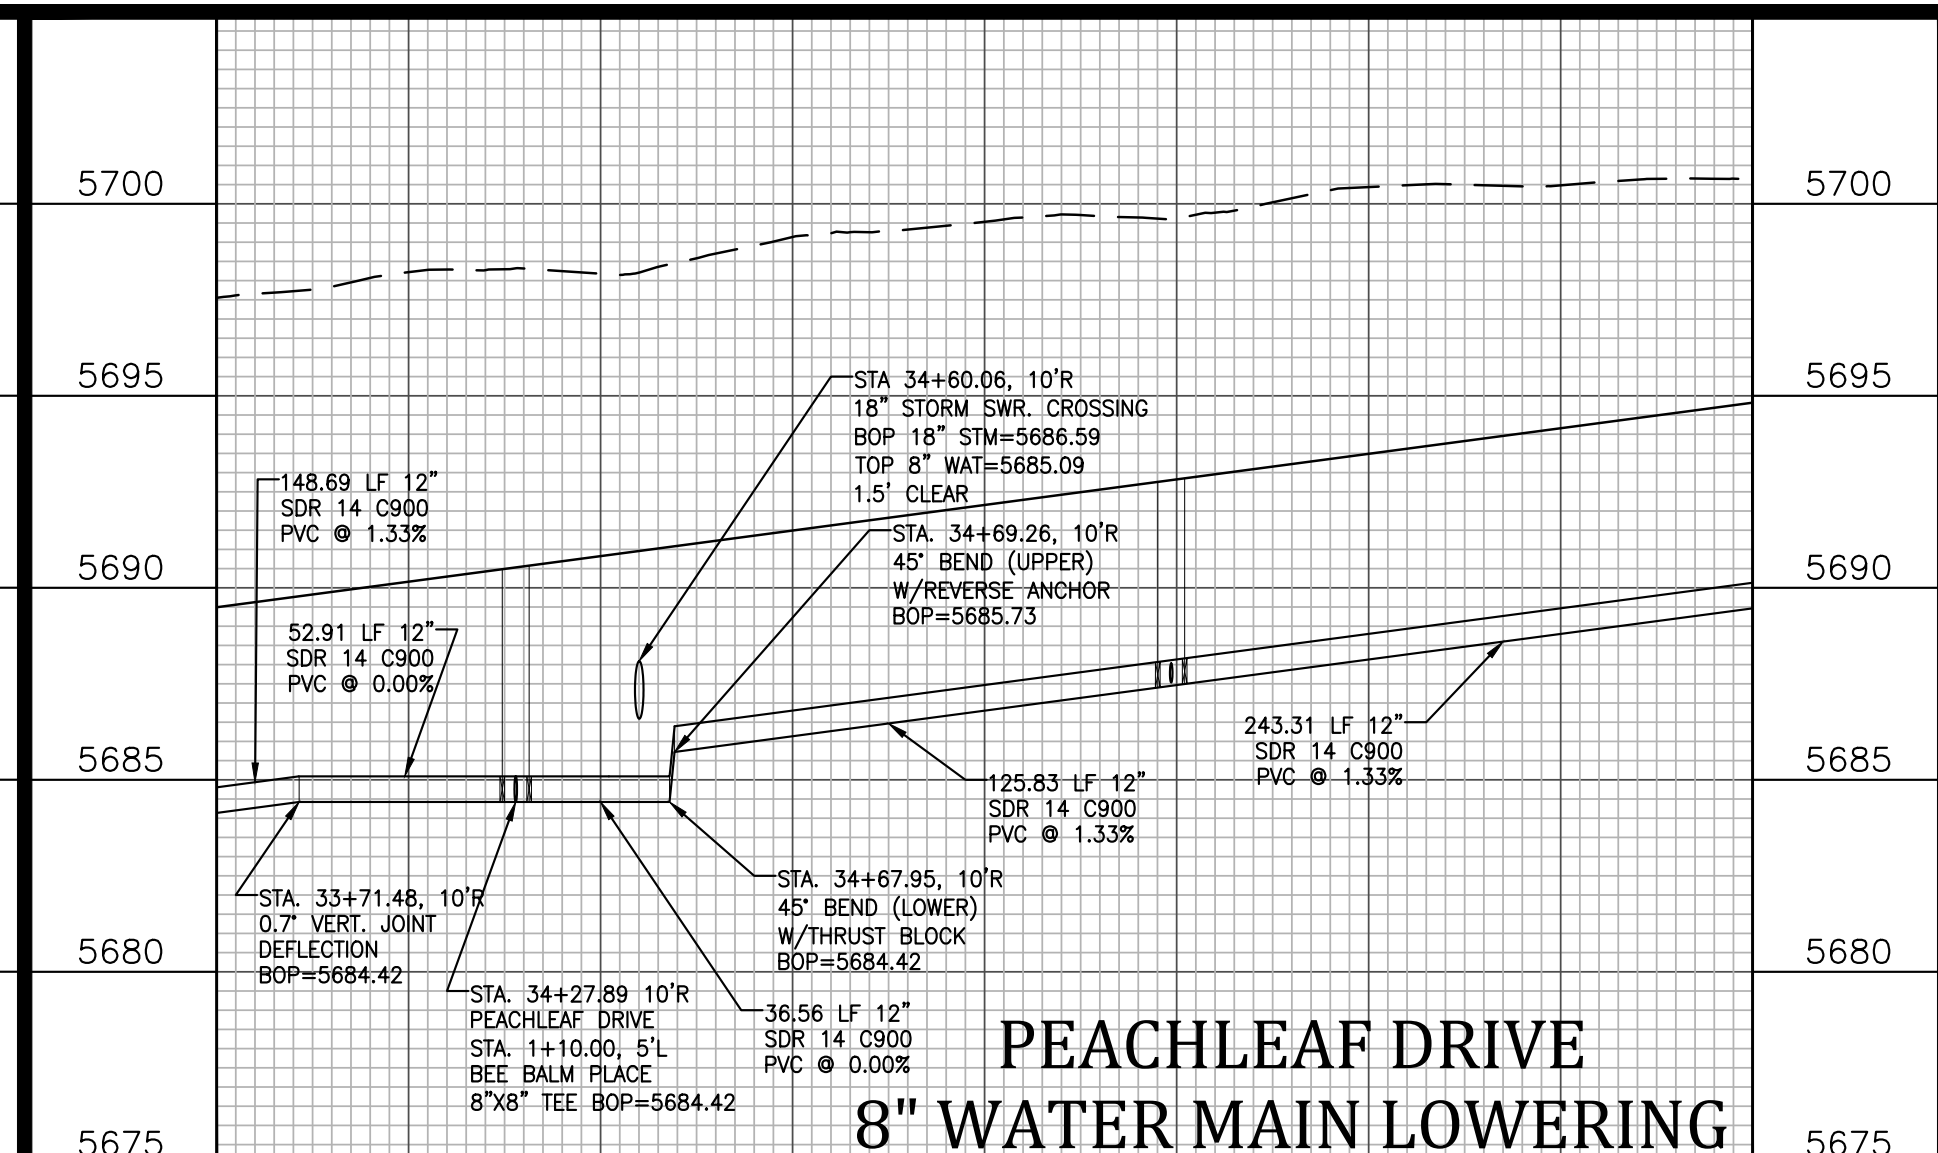 5700
5695
5690
5685
5680
5675
5700
5695
5690
5685
5680
5675
STA 34+60.06, 10'R
18" STORM SWR. CROSSING
BOP 18" STM=5686.59
TOP 8" WAT=5685.09
1.5' CLEAR
148.69 LF 12"
SDR 14 C900
PVC @ 1.33%
STA. 34+69.26, 10'R
45° BEND (UPPER)
W/REVERSE ANCHOR
BOP=5685.73
52.91 LF 12"
SDR 14 C900
PVC @ 0.00%
243.31 LF 12"
SDR 14 C900
PVC @ 1.33%
125.83 LF 12"
SDR 14 C900
PVC @ 1.33%
STA. 33+71.48, 10'R
0.7° VERT. JOINT
DEFLECTION
BOP=5684.42
STA. 34+67.95, 10'R
45° BEND (LOWER)
W/THRUST BLOCK
BOP=5684.42
STA. 34+27.89 10'R
PEACHLEAF DRIVE
STA. 1+10.00, 5'L
BEE BALM PLACE
8"X8" TEE BOP=5684.42
36.56 LF 12"
SDR 14 C900
PVC @ 0.00%
PEACHLEAF DRIVE
8" WATER MAIN LOWERING